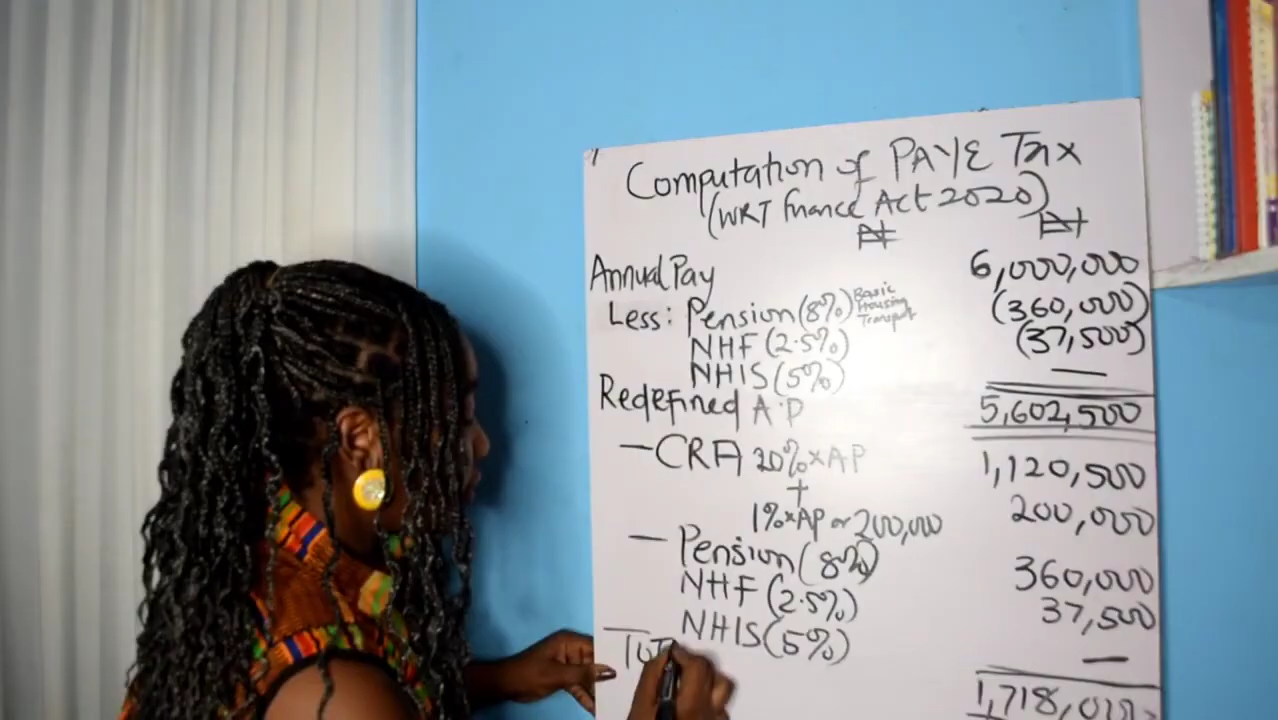 Computation of PAYE Tax
(WRT Finance Act 2020)
₦ ₦
Annual Pay 6,000,000
Less: Pension (8%) Basic Housing Transport (360,000)
NHF (2.5%) (37,500)
NHIS (5%) —
Redefined A.P 5,602,500
— CRA 20% x AP 1,120,500
+
1% x AP or 200,000 200,000
— Pension (8%) 360,000
NHF (2.5%) 37,500
NHIS (5%) —
Tot 1,718,000